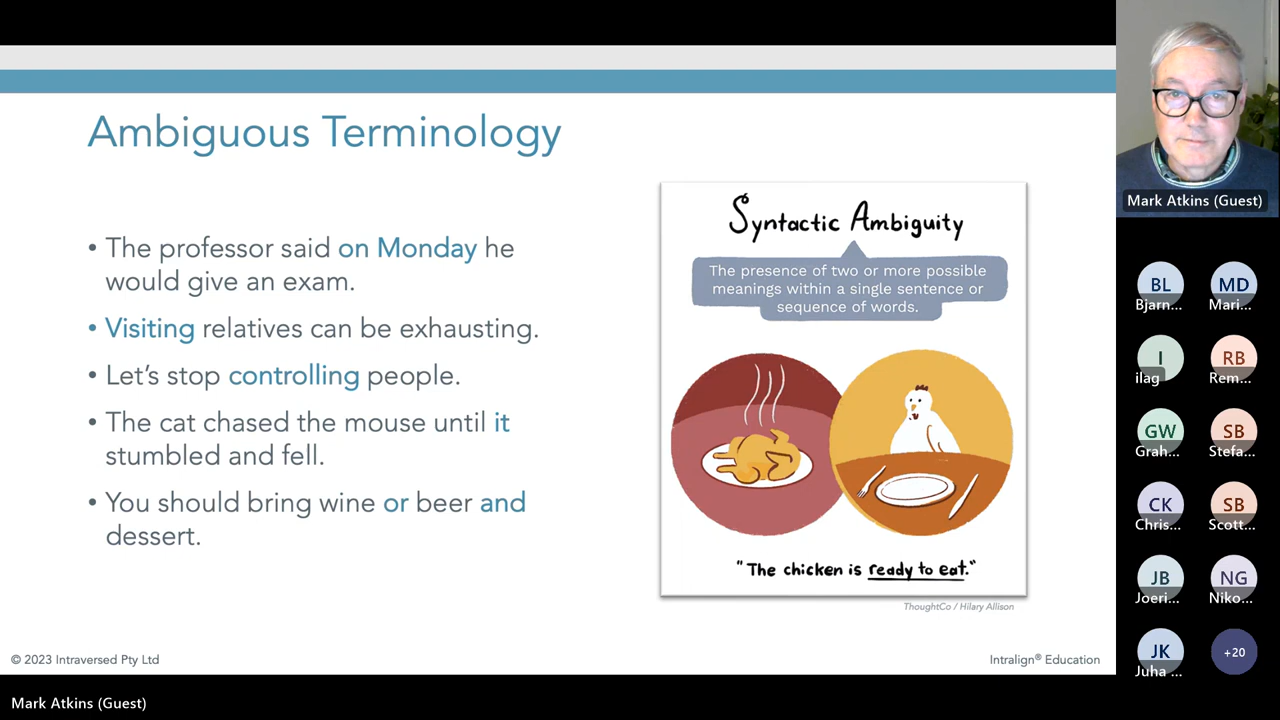 Ambiguous Terminology
• The professor said on Monday he
would give an exam.
• Visiting relatives can be exhausting.
• Let’s stop controlling people.
• The cat chased the mouse until it
stumbled and fell.
• You should bring wine or beer and
dessert.
Syntactic Ambiguity
The presence of two or more possible
meanings within a single sentence or
sequence of words.
"The chicken is ready to eat."
ThoughtCo / Hilary Allison
© 2023 Intraversed Pty Ltd
Intralign® Education
Mark Atkins (Guest)
Mark Atkins (Guest)
BL
MD
Bjarn...
Mari...
I
RB
ilag
Rem...
GW
SB
Grah...
Stefa...
CK
SB
Chris...
Scott...
JB
NG
Joeri...
Niko...
JK
+20
Juha ...